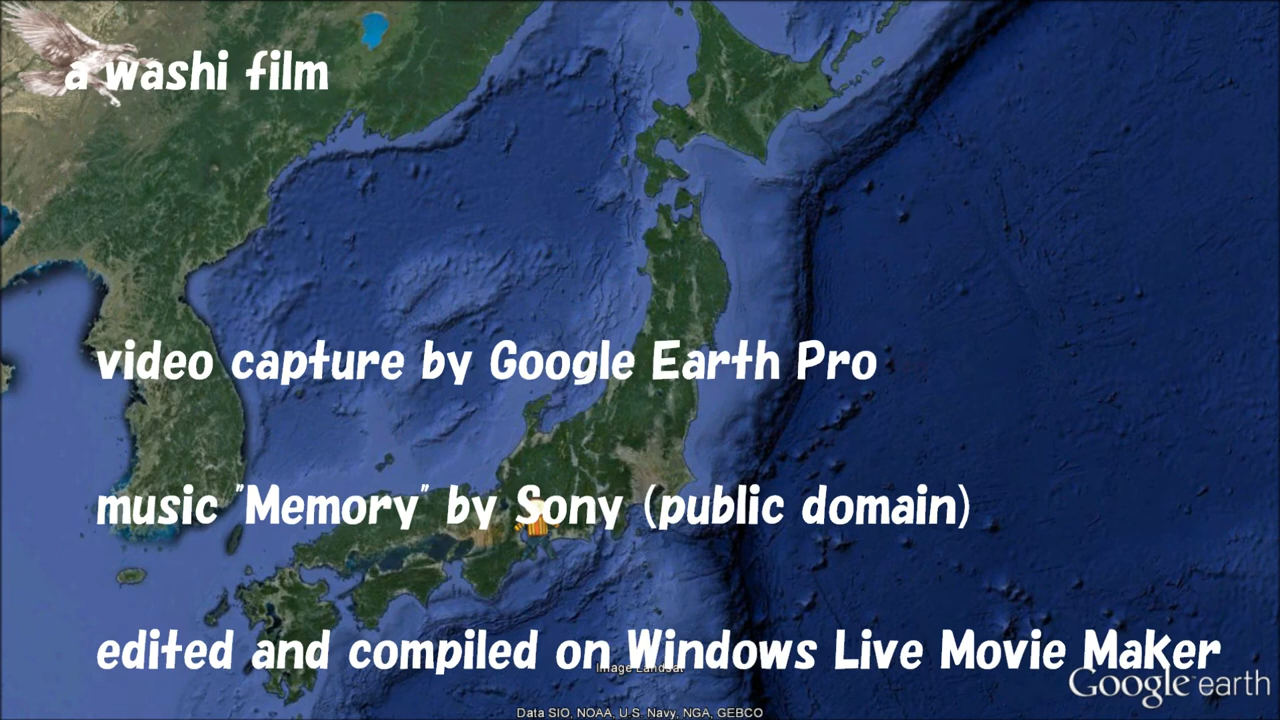 a washi film
video capture by Google Earth Pro
music "Memory" by Sony (public domain)
edited and compiled on Windows Live Movie Maker
Image Landsat
Google earth
Data SIO, NOAA, U.S. Navy, NGA, GEBCO